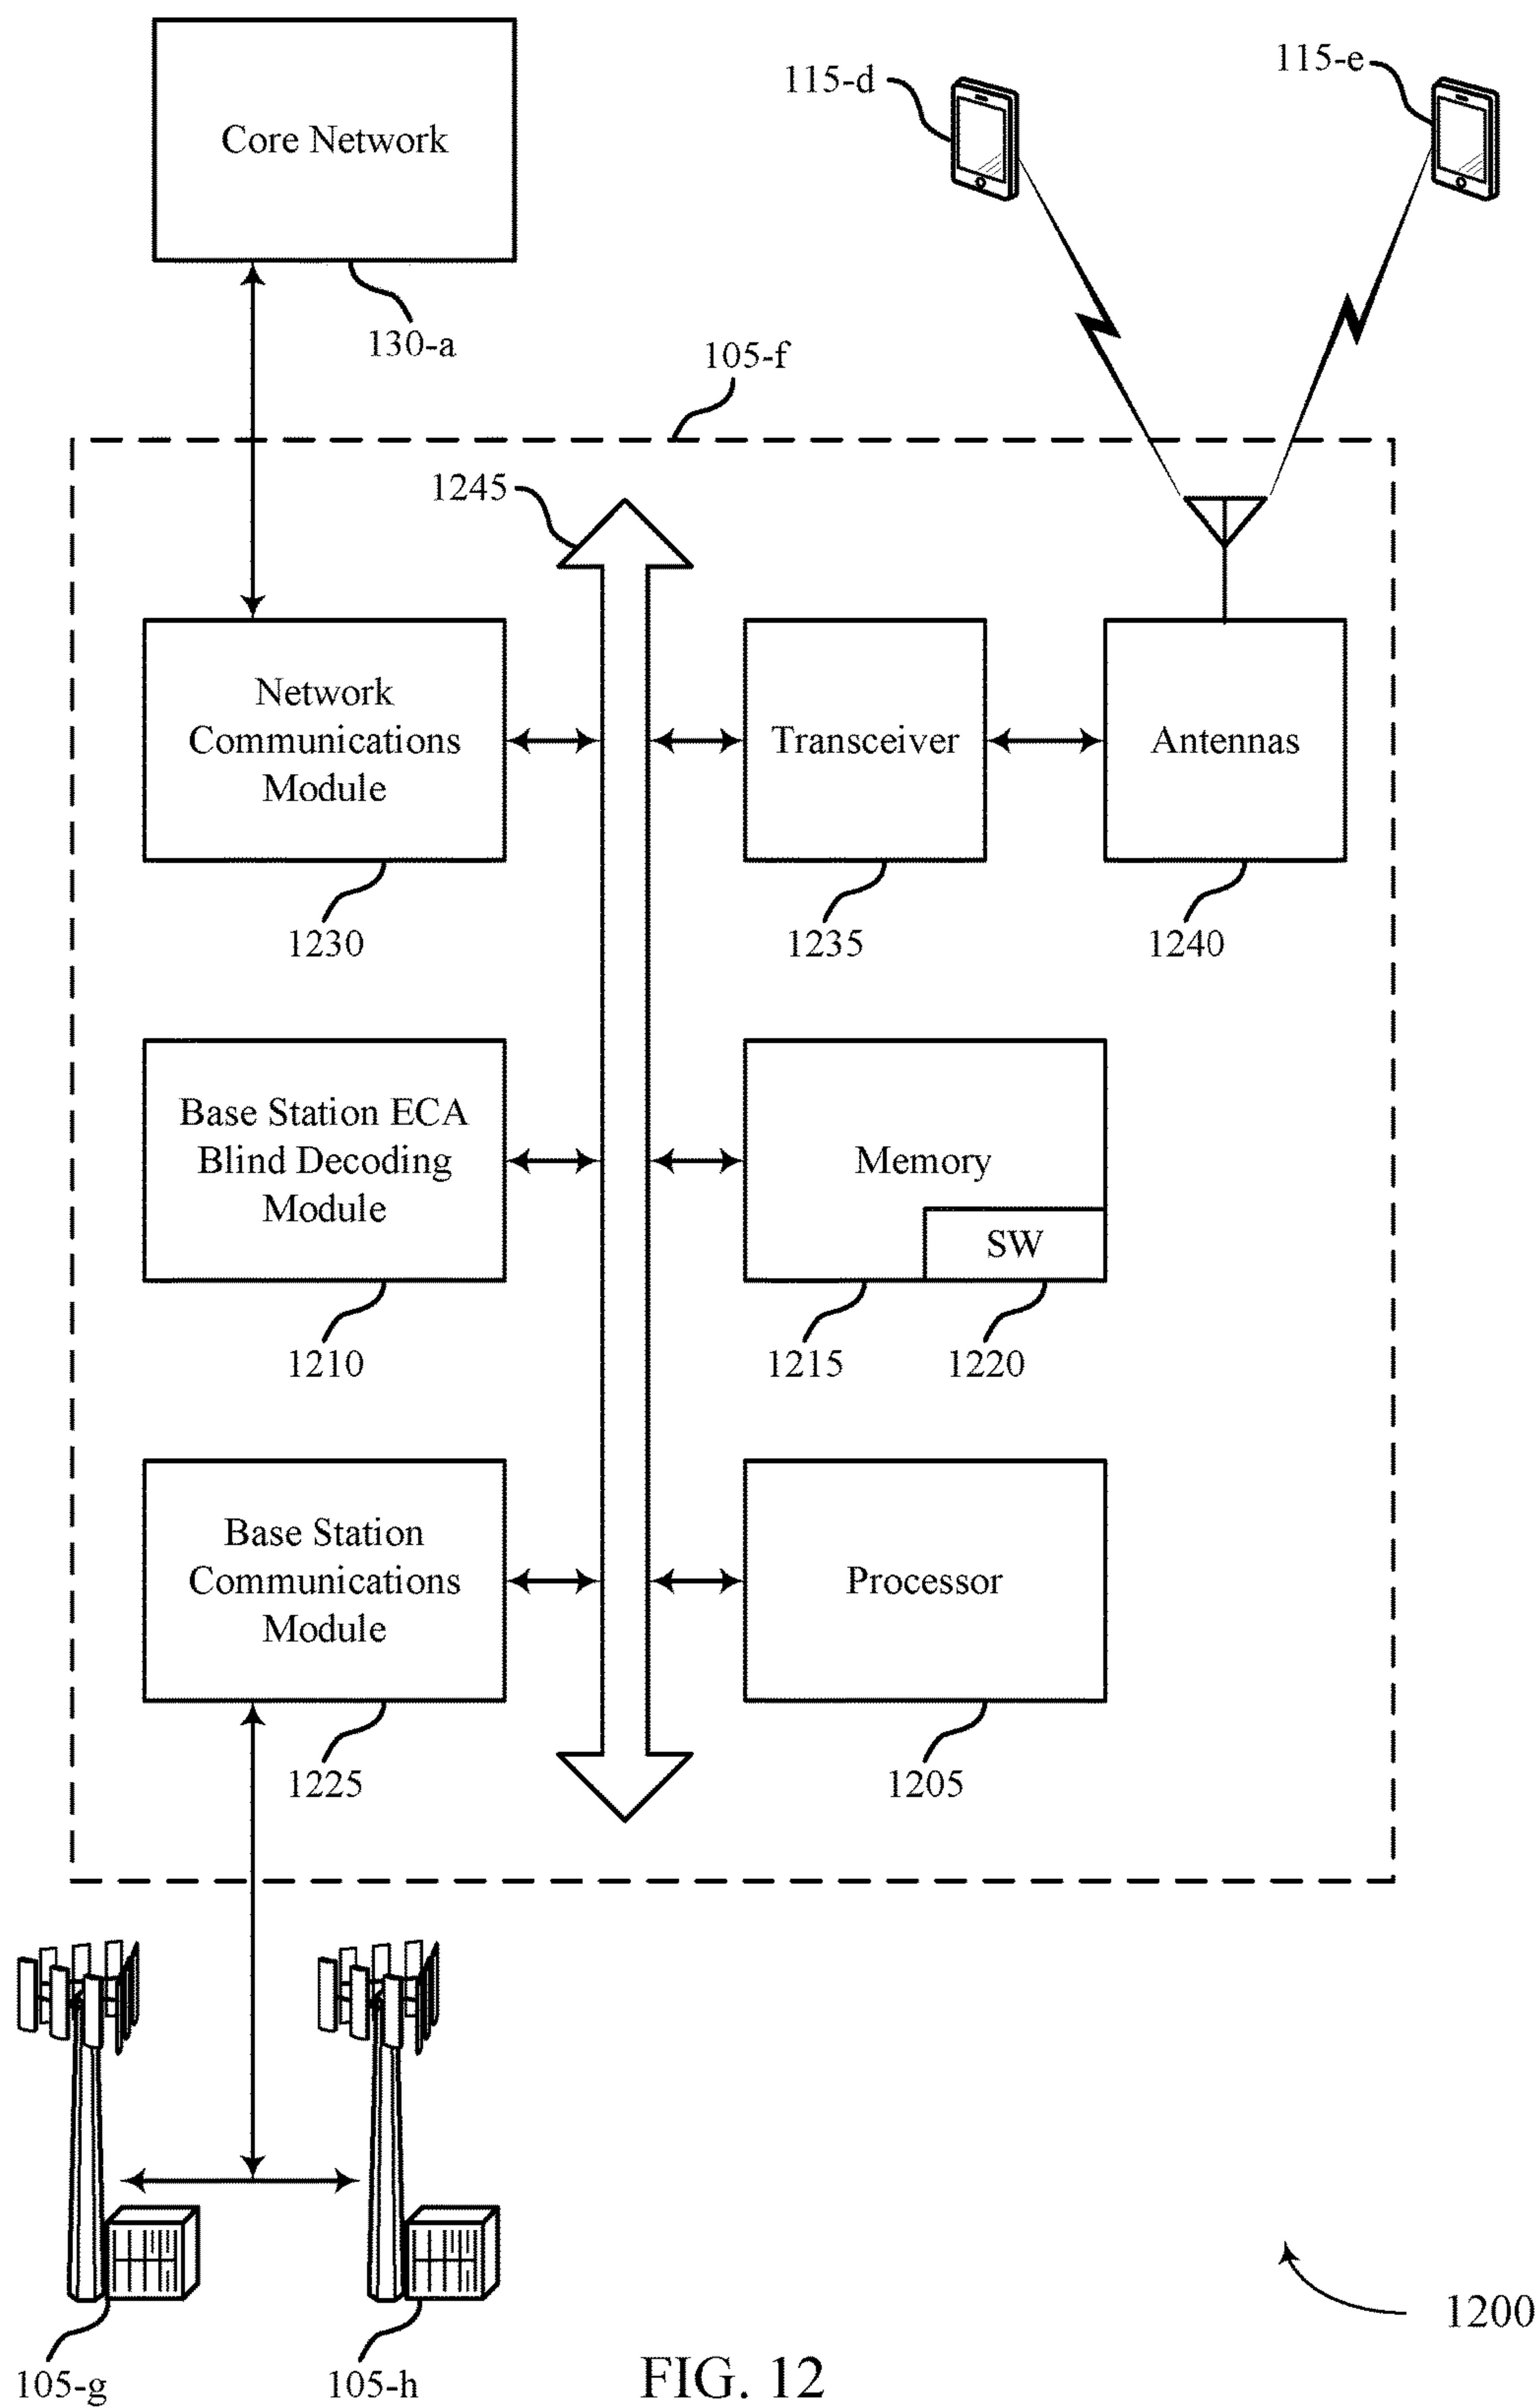 Core Network
130-a
115-d
115-e
105-f
1245
Network
Communications
Module
1230
Transceiver
1235
Antennas
1240
Base Station ECA
Blind Decoding
Module
1210
Memory
SW
1215
1220
Base Station
Communications
Module
1225
Processor
1205
105-g
105-h
1200
FIG. 12